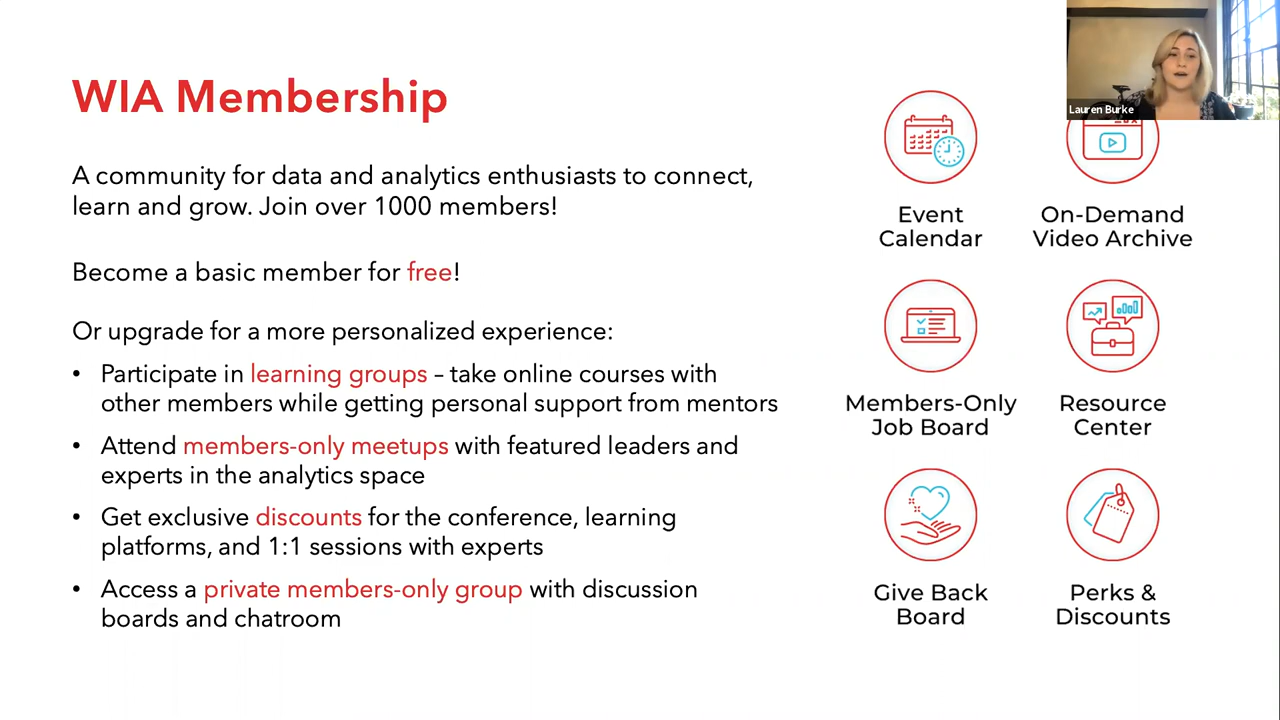 WIA Membership
A community for data and analytics enthusiasts to connect,
learn and grow. Join over 1000 members!
Become a basic member for free!
Or upgrade for a more personalized experience:
• Participate in learning groups – take online courses with
other members while getting personal support from mentors
• Attend members-only meetups with featured leaders and
experts in the analytics space
• Get exclusive discounts for the conference, learning
platforms, and 1:1 sessions with experts
• Access a private members-only group with discussion
boards and chatroom
Lauren Burke
Event
Calendar
On-Demand
Video Archive
Members-Only
Job Board
Resource
Center
Give Back
Board
Perks &
Discounts